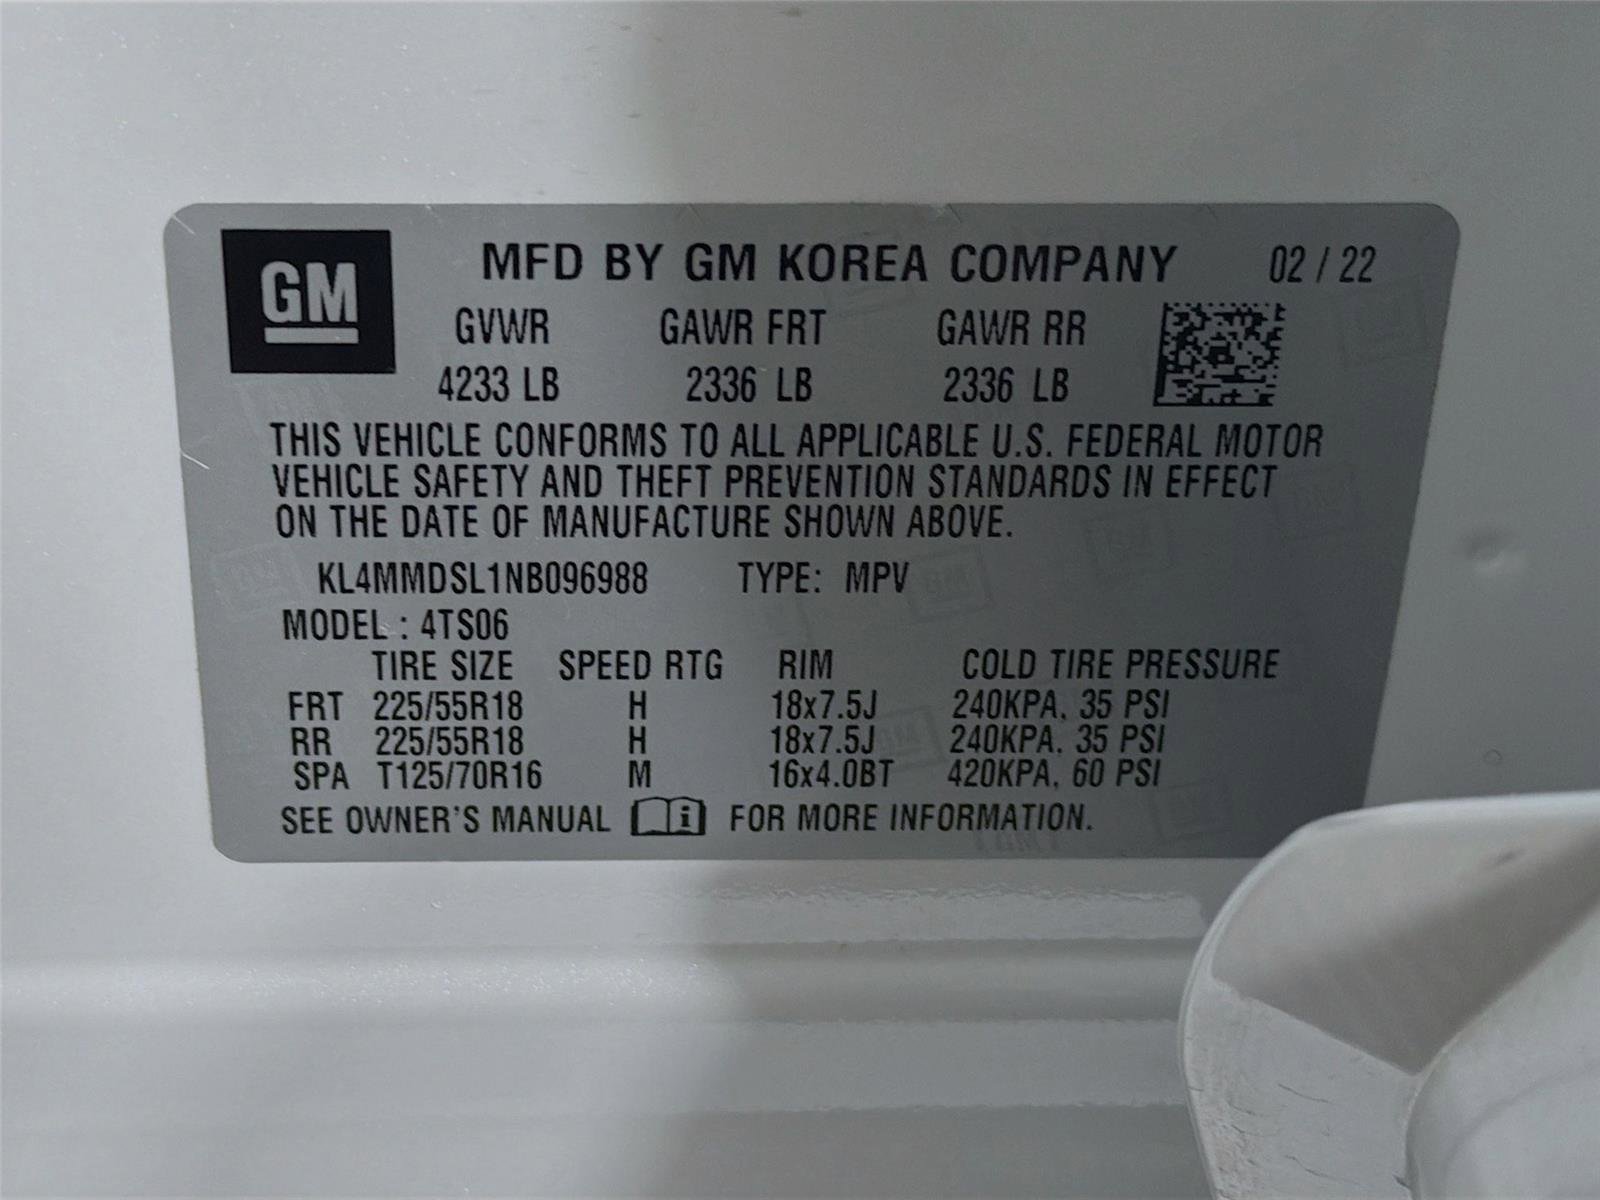 GM MFD BY GM KOREA COMPANY 02 / 22
GVWR GAWR FRT GAWR RR
4233 LB 2336 LB 2336 LB
THIS VEHICLE CONFORMS TO ALL APPLICABLE U.S. FEDERAL MOTOR
VEHICLE SAFETY AND THEFT PREVENTION STANDARDS IN EFFECT
ON THE DATE OF MANUFACTURE SHOWN ABOVE.
KL4MMDSL1NB096988 TYPE: MPV
MODEL : 4TS06
TIRE SIZE SPEED RTG RIM COLD TIRE PRESSURE
FRT 225/55R18 H 18x7.5J 240KPA, 35 PSI
RR 225/55R18 H 18x7.5J 240KPA, 35 PSI
SPA T125/70R16 M 16x4.0BT 420KPA, 60 PSI
SEE OWNER'S MANUAL i FOR MORE INFORMATION.